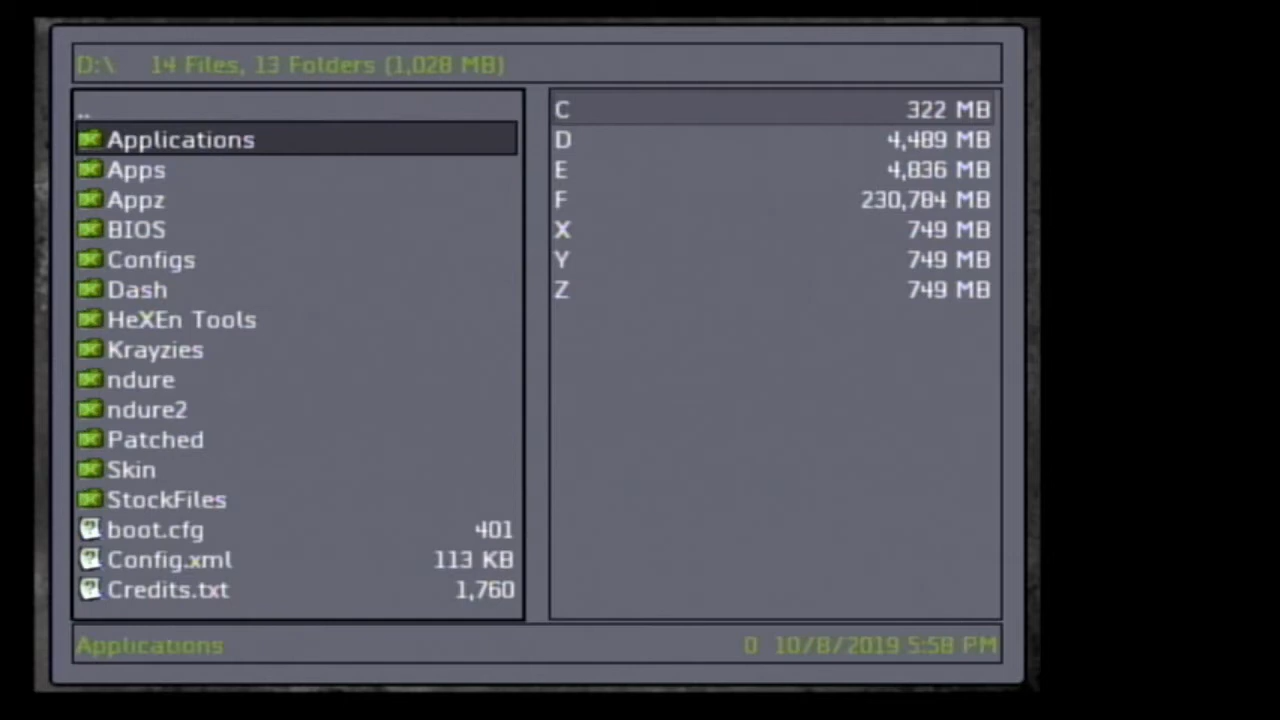 D:\ 14 Files, 13 Folders (1,028 MB)
..
Applications
Apps
Appz
BIOS
Configs
Dash
HeXEn Tools
Krayzies
ndure
ndure2
Patched
Skin
StockFiles
boot.cfg 401
Config.xml 113 KB
Credits.txt 1,760
C 322 MB
D 4,489 MB
E 4,836 MB
F 230,784 MB
X 749 MB
Y 749 MB
Z 749 MB
Applications 0 10/8/2019 5:58 PM